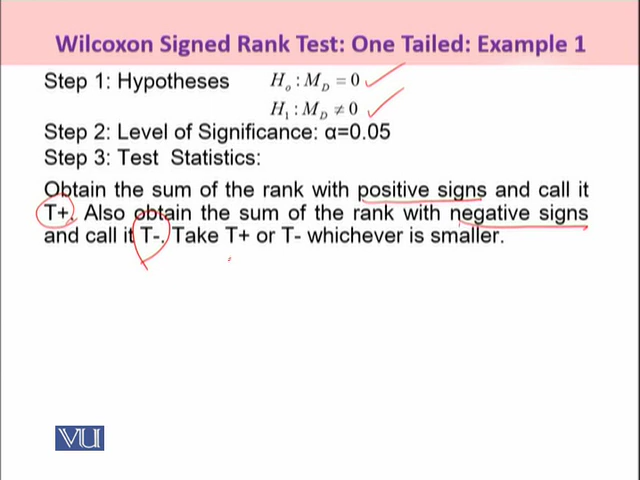 Wilcoxon Signed Rank Test: One Tailed: Example 1
Step 1: Hypotheses H₀ : M_D = 0
H₁ : M_D ≠ 0
Step 2: Level of Significance: α=0.05
Step 3: Test Statistics:
Obtain the sum of the rank with positive signs and call it
T+. Also obtain the sum of the rank with negative signs
and call it T-. Take T+ or T- whichever is smaller.
VU